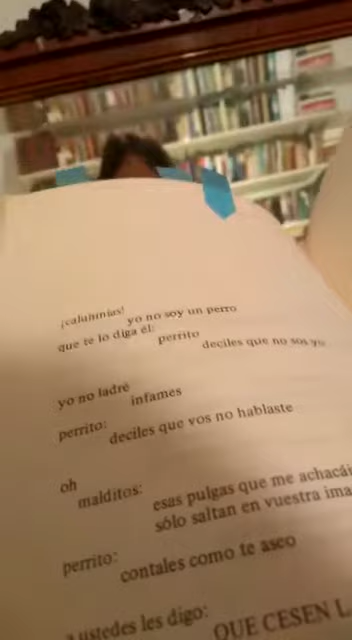 ¡calumnias! yo no soy un perro
que te lo diga él: perrito
deciles que no sos yo
yo no ladré
infames
perrito: deciles que vos no hablaste
oh
malditos:
esas pulgas que me achacái
sólo saltan en vuestra ima
perrito: contales como te aseo
a ustedes les digo: QUE CESEN L